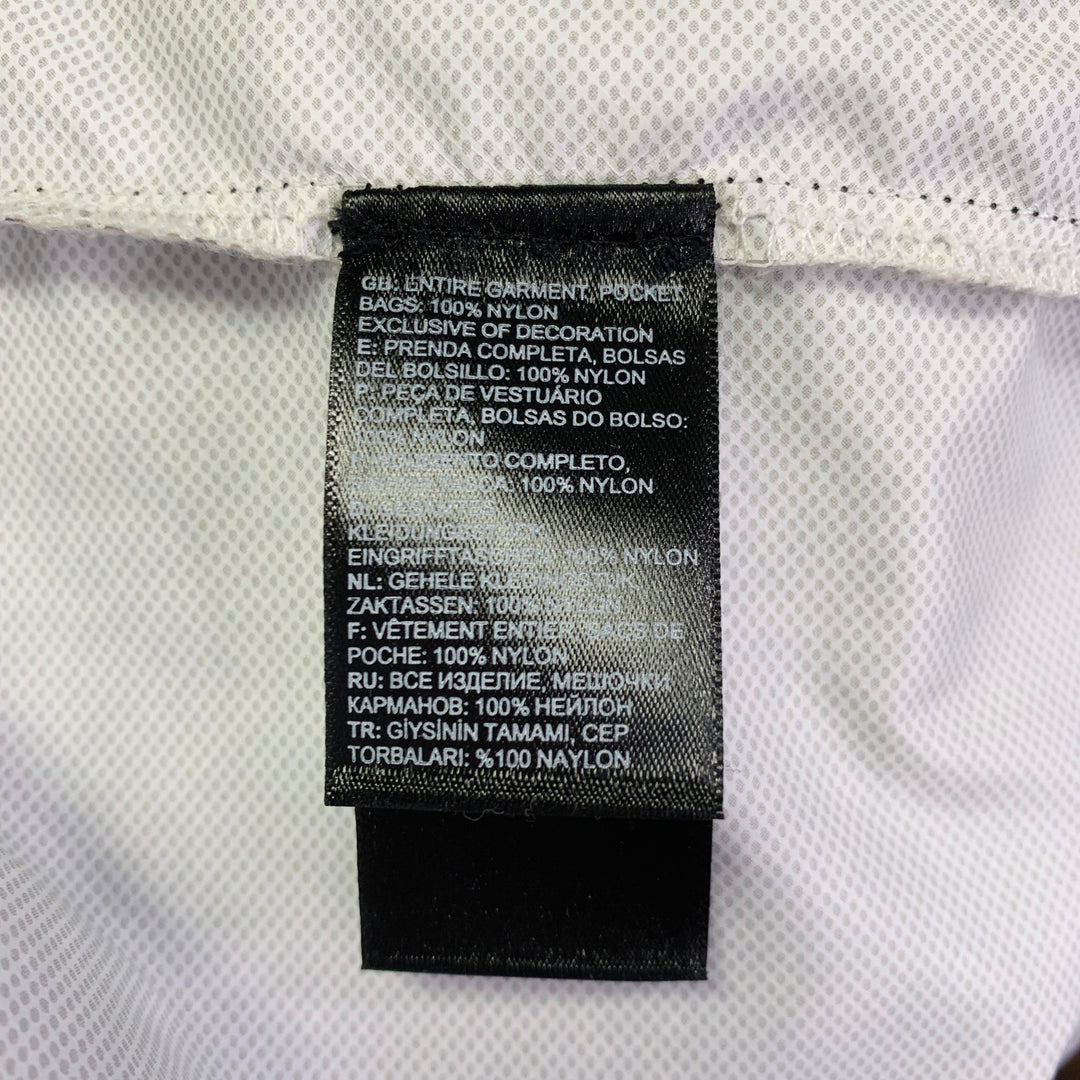 GB: ENTIRE GARMENT, POCKET
BAGS: 100% NYLON
EXCLUSIVE OF DECORATION
E: PRENDA COMPLETA, BOLSAS
DEL BOLSILLO: 100% NYLON
P: PEÇA DE VESTUÁRIO
COMPLETA, BOLSAS DO BOLSO:
100% NYLON
COMPLETO,
100% NYLON
KLEIDUNGSSTÜCK
EINGRIFFTASCHEN: 100% NYLON
NL: GEHELE KLEDINGSTUK
ZAKTASSEN: 100% NYLON
F: VÊTEMENT ENTIER, SACS DE
POCHE: 100% NYLON
RU: ВСЕ ИЗДЕЛИЕ, МЕШОЧКИ
КАРМАНОВ: 100% НЕЙЛОН
TR: GİYSİNİN TAMAMI, CEP
TORBALARI: %100 NAYLON